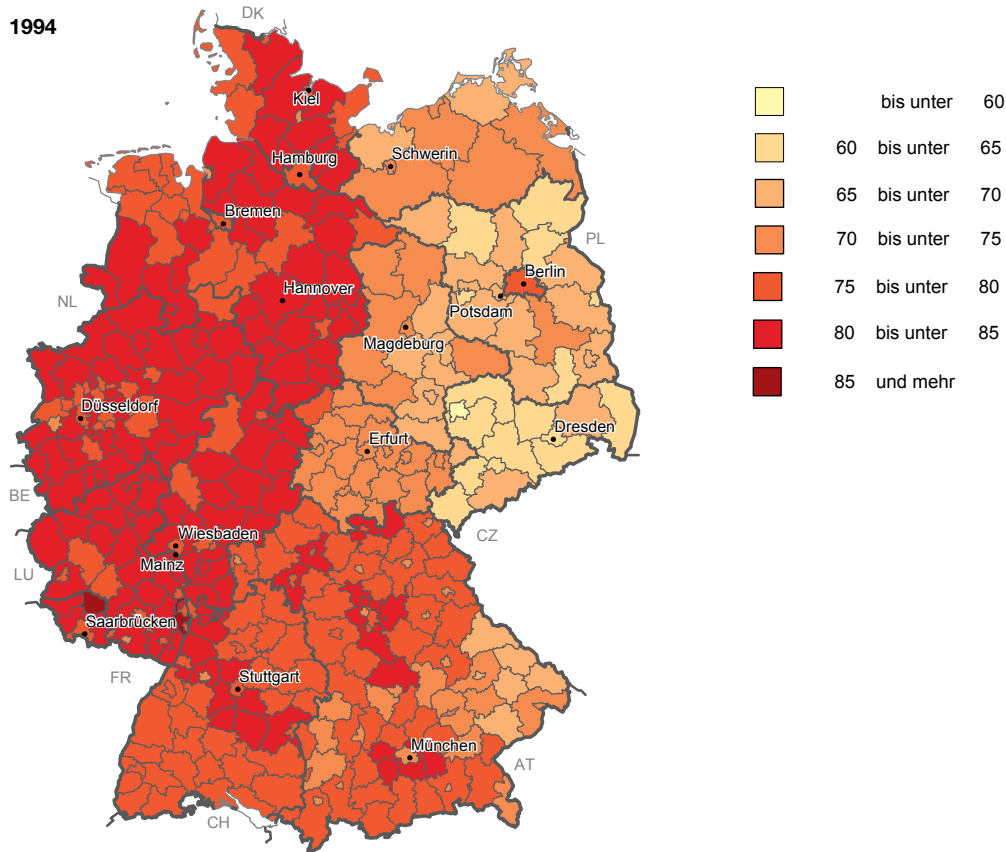 1994
DK
Kiel
Hamburg
Schwerin
Bremen
PL
Berlin
NL
Hannover
Potsdam
Magdeburg
Düsseldorf
Dresden
Erfurt
BE
Wiesbaden
CZ
Mainz
LU
Saarbrücken
FR
Stuttgart
München
AT
CH
bis unter 60
60 bis unter 65
65 bis unter 70
70 bis unter 75
75 bis unter 80
80 bis unter 85
85 und mehr